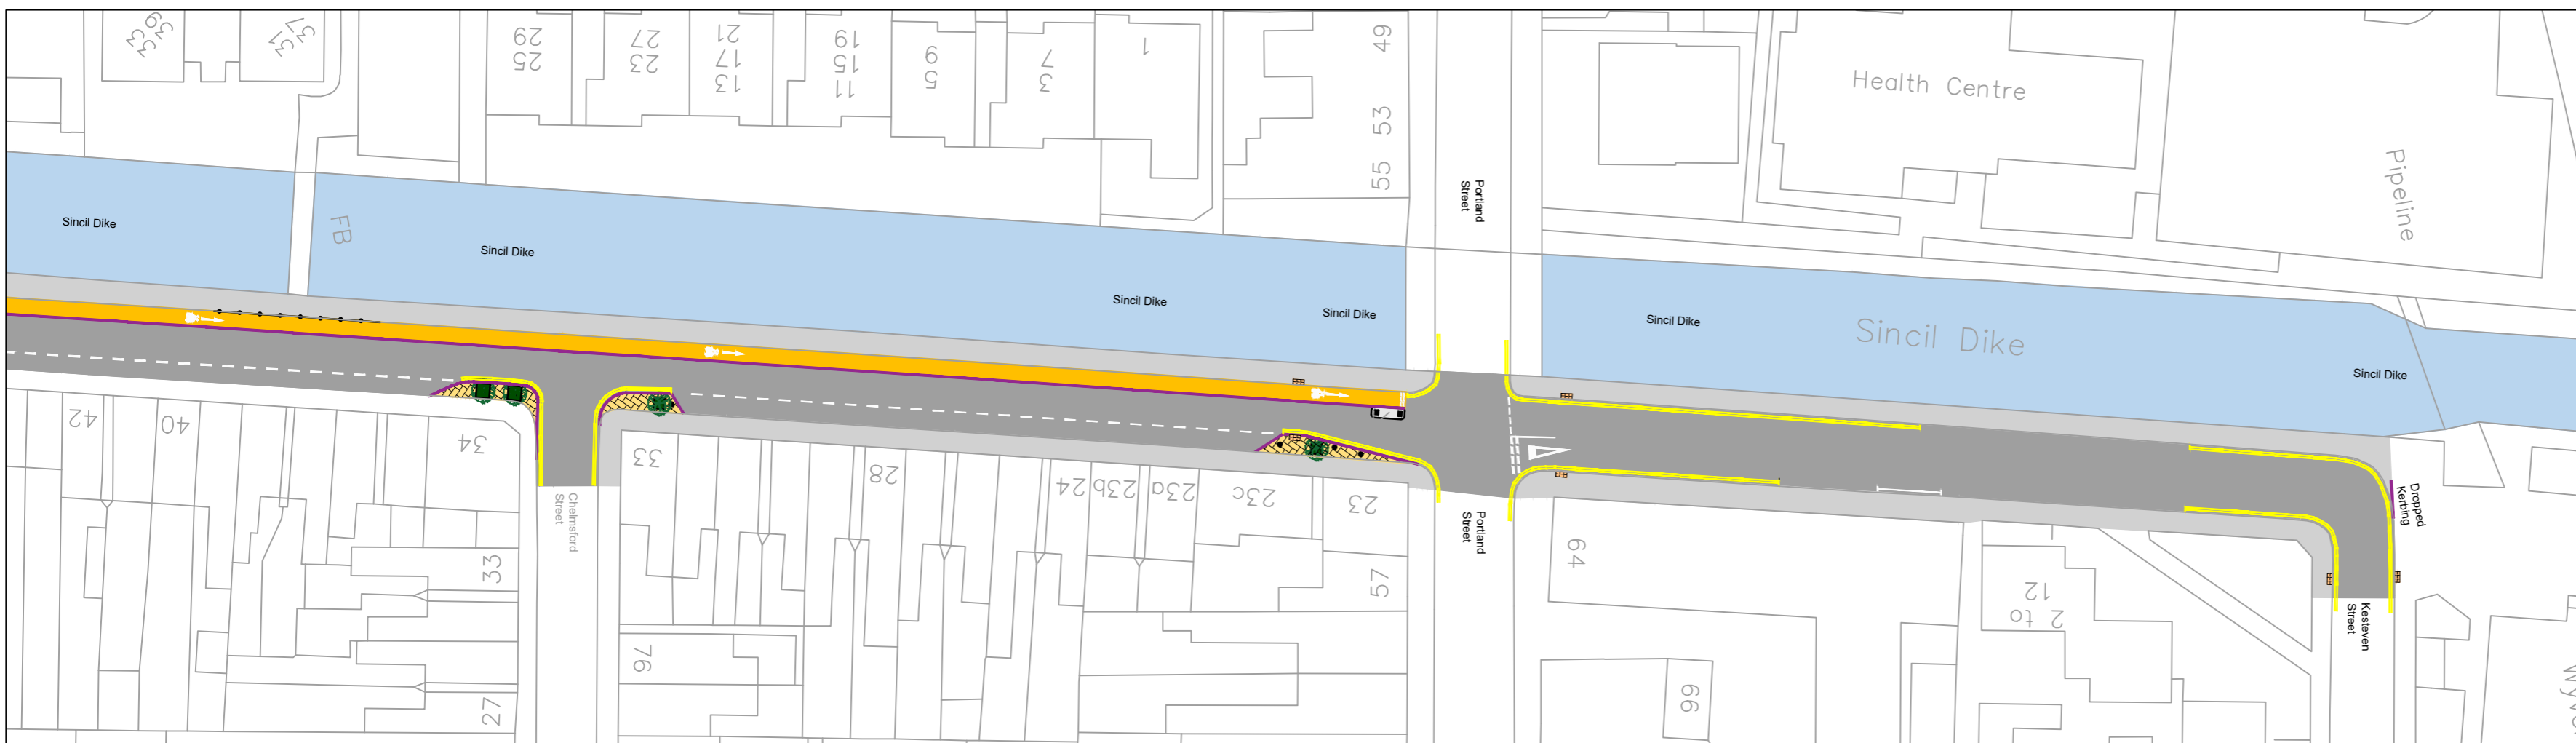 39
33
37
31
29
25
27
23
21
17
13
19
15
11
9
5
7
3
1
49
53
55
Portland
Street
Health Centre
Pipeline
Sincil Dike
FB
Sincil Dike
Sincil Dike
Sincil Dike
Sincil Dike
Sincil Dike
Sincil Dike
42
40
34
33
28
24
23b
23a
23c
23
Chelmsford
Street
Portland
Street
Dropped
Kerbing
33
27
76
57
64
66
2 to
12
Kesteven
Street